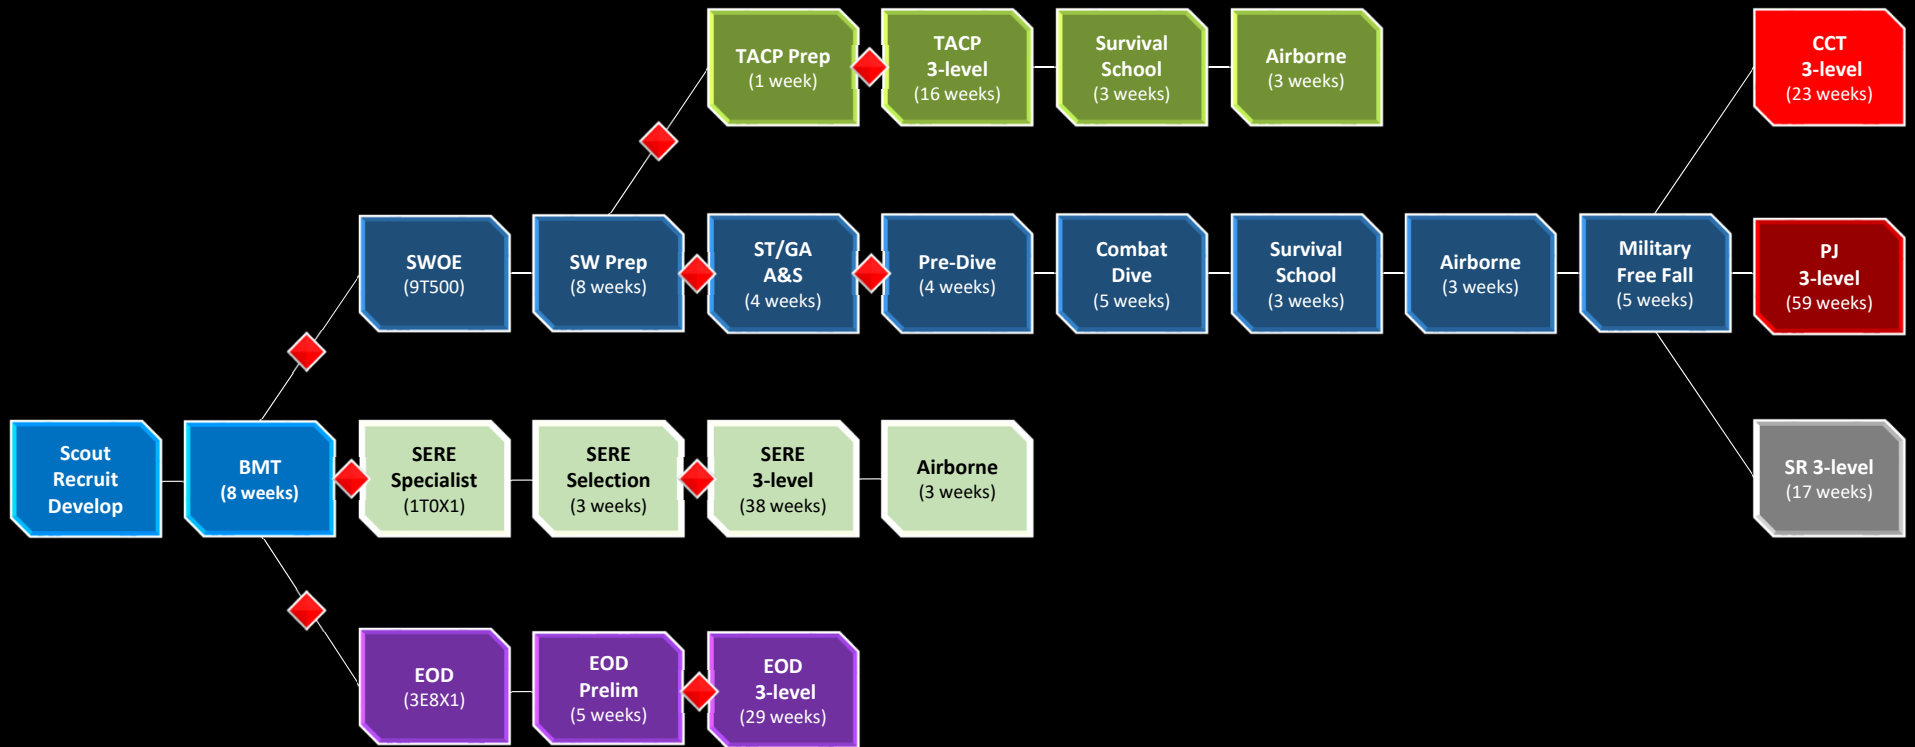 TACP Prep
(1 week)
TACP
3-level
(16 weeks)
Survival
School
(3 weeks)
Airborne
(3 weeks)
CCT
3-level
(23 weeks)
SWOE
(9T500)
SW Prep
(8 weeks)
ST/GA
A&S
(4 weeks)
Pre-Dive
(4 weeks)
Combat
Dive
(5 weeks)
Survival
School
(3 weeks)
Airborne
(3 weeks)
Military
Free Fall
(5 weeks)
PJ
3-level
(59 weeks)
Scout
Recruit
Develop
BMT
(8 weeks)
SERE
Specialist
(1T0X1)
SERE
Selection
(3 weeks)
SERE
3-level
(38 weeks)
Airborne
(3 weeks)
SR 3-level
(17 weeks)
EOD
(3E8X1)
EOD
Prelim
(5 weeks)
EOD
3-level
(29 weeks)